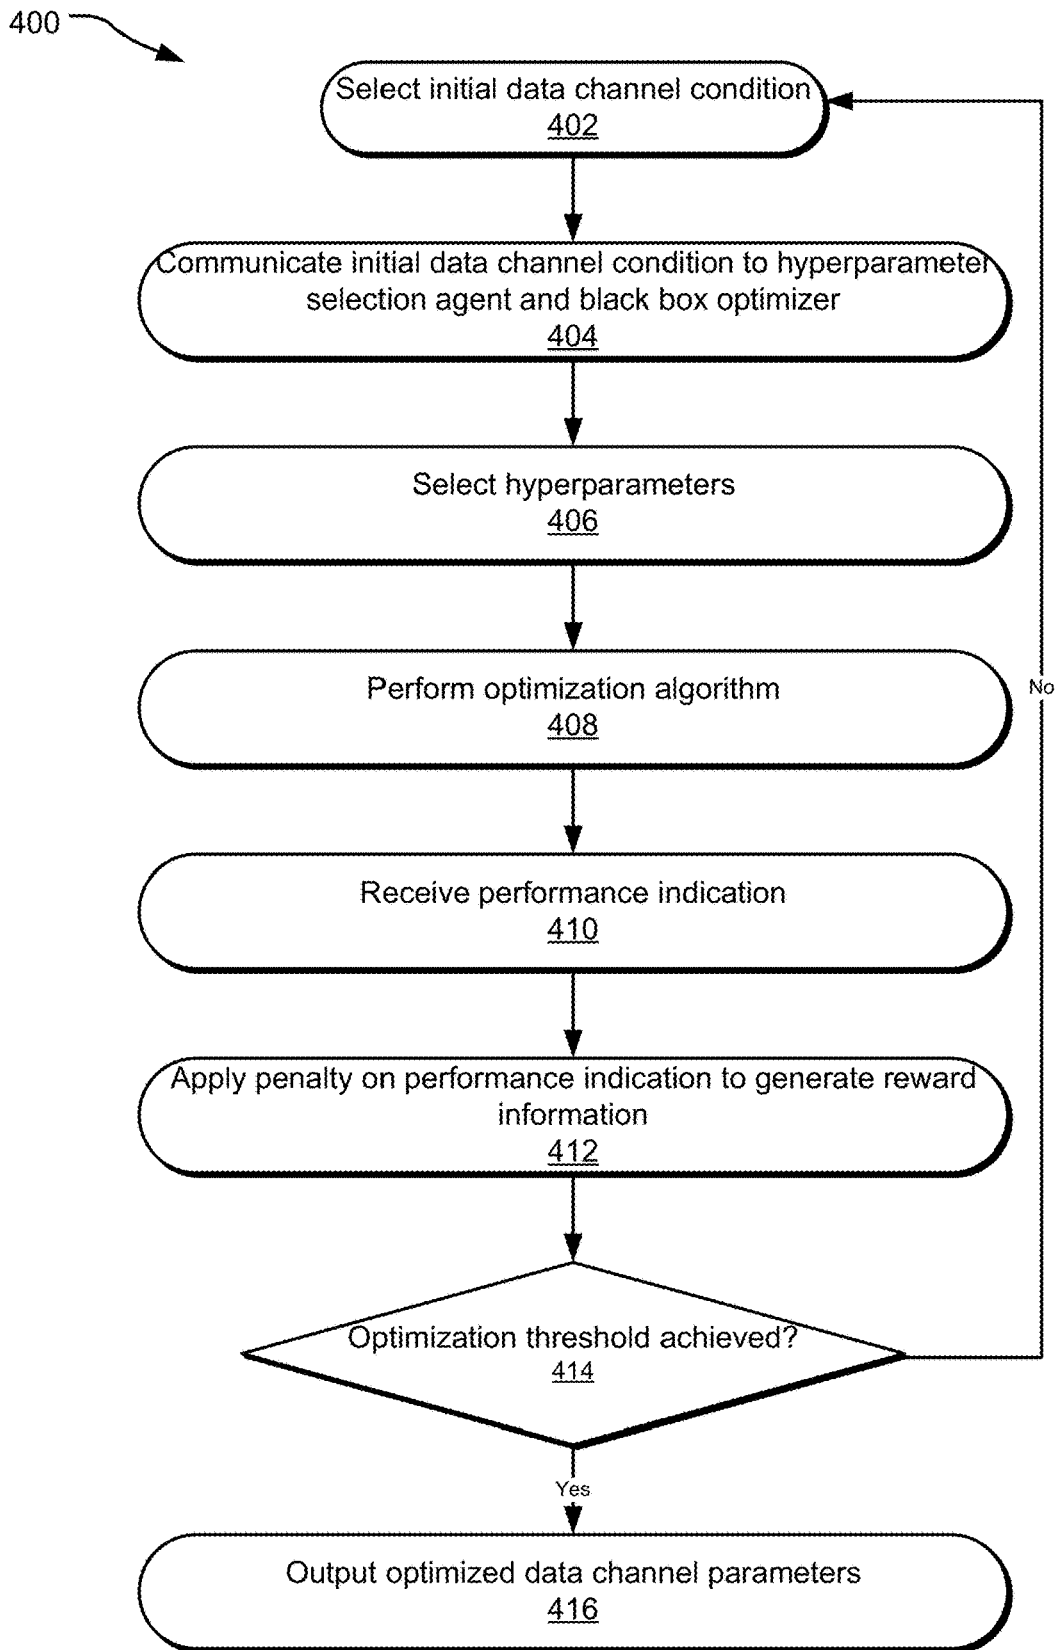 400
Select initial data channel condition
402
Communicate initial data channel condition to hyperparameter
selection agent and black box optimizer
404
Select hyperparameters
406
Perform optimization algorithm
408
No
Receive performance indication
410
Apply penalty on performance indication to generate reward
information
412
Optimization threshold achieved?
414
Yes
Output optimized data channel parameters
416